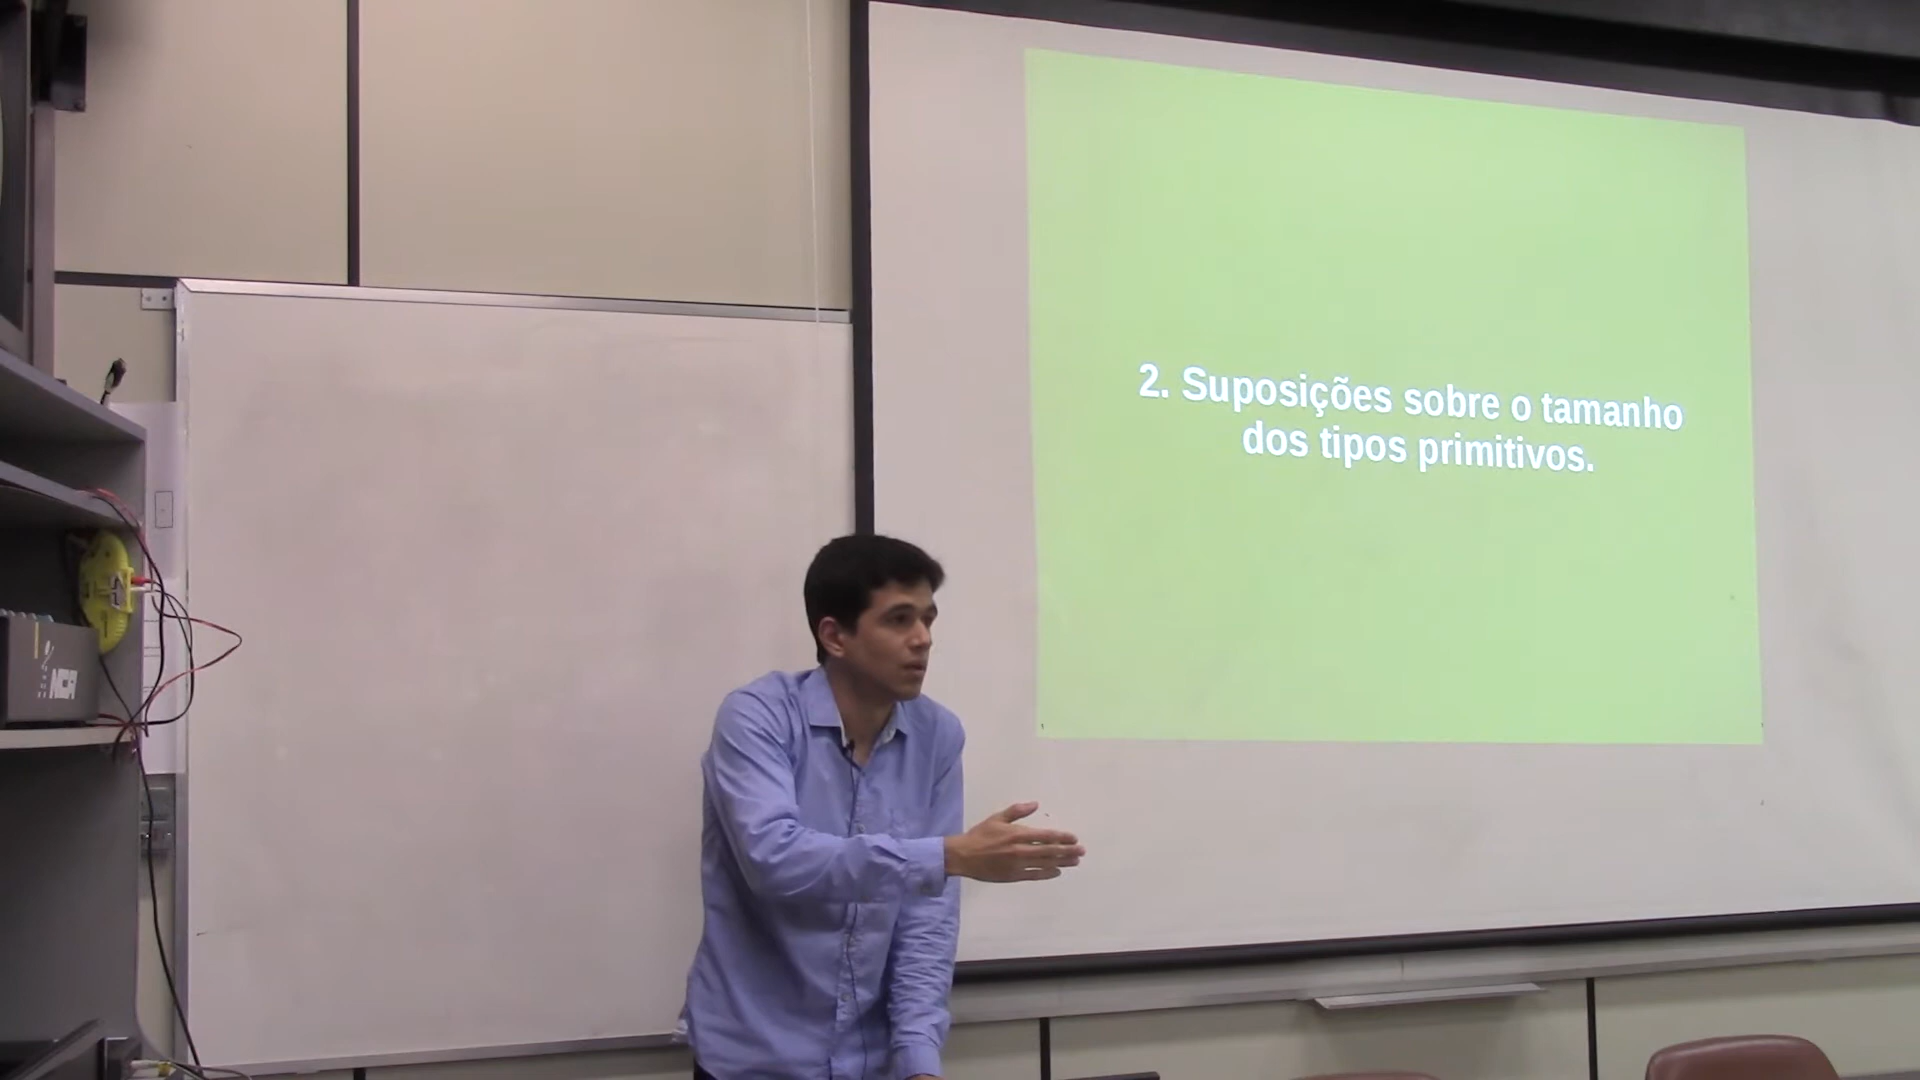 2. Suposições sobre o tamanho
dos tipos primitivos.